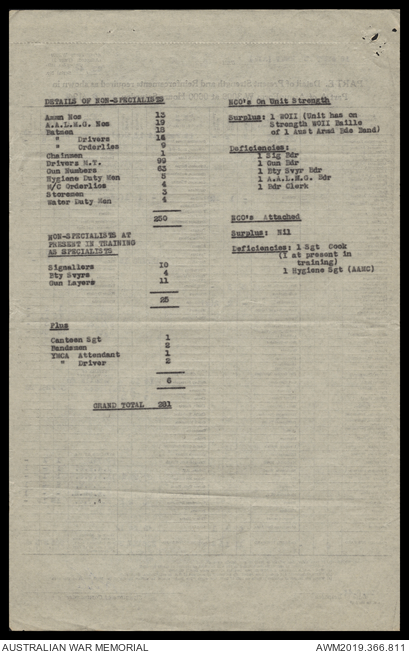 DETAILS OF NON-SPECIALISTS
Ammn Nos 13
A.A.L.M.G. Nos 19
Batmen 18
" Drivers 16
" Orderlies 9
Chainmen 1
Drivers M.T. 99
Gun Numbers 63
Hygiene Duty Men
M/C Orderlies 4
Storemen 3
Water Duty Men 4
250
NON-SPECIALISTS AT
PRESENT IN TRAINING
AS SPECIALISTS
Signallers 10
Bty Svyrs 4
Gun Layers 11
25
Plus
Canteen Sgt 1
Bandsmen 2
YMCA Attendant 1
" Driver 2
6
GRAND TOTAL 281
NCO's On Unit Strength
Surplus: 1 WOII (Unit has on
Strength WOII Baillie
of 1 Aust Armd Bde Band)
Deficiencies:
1 Sig Bdr
1 Gun Bdr
1 Bty Svyr Bdr
1 A.A.L.M.G. Bdr
1 Bdr Clerk
NCO's Attached
Surplus: Nil
Deficiencies: 1 Sgt Cook
(I at present in
training)
1 Hygiene Sgt (AAMC)
AUSTRALIAN WAR MEMORIAL
AWM2019.366.811